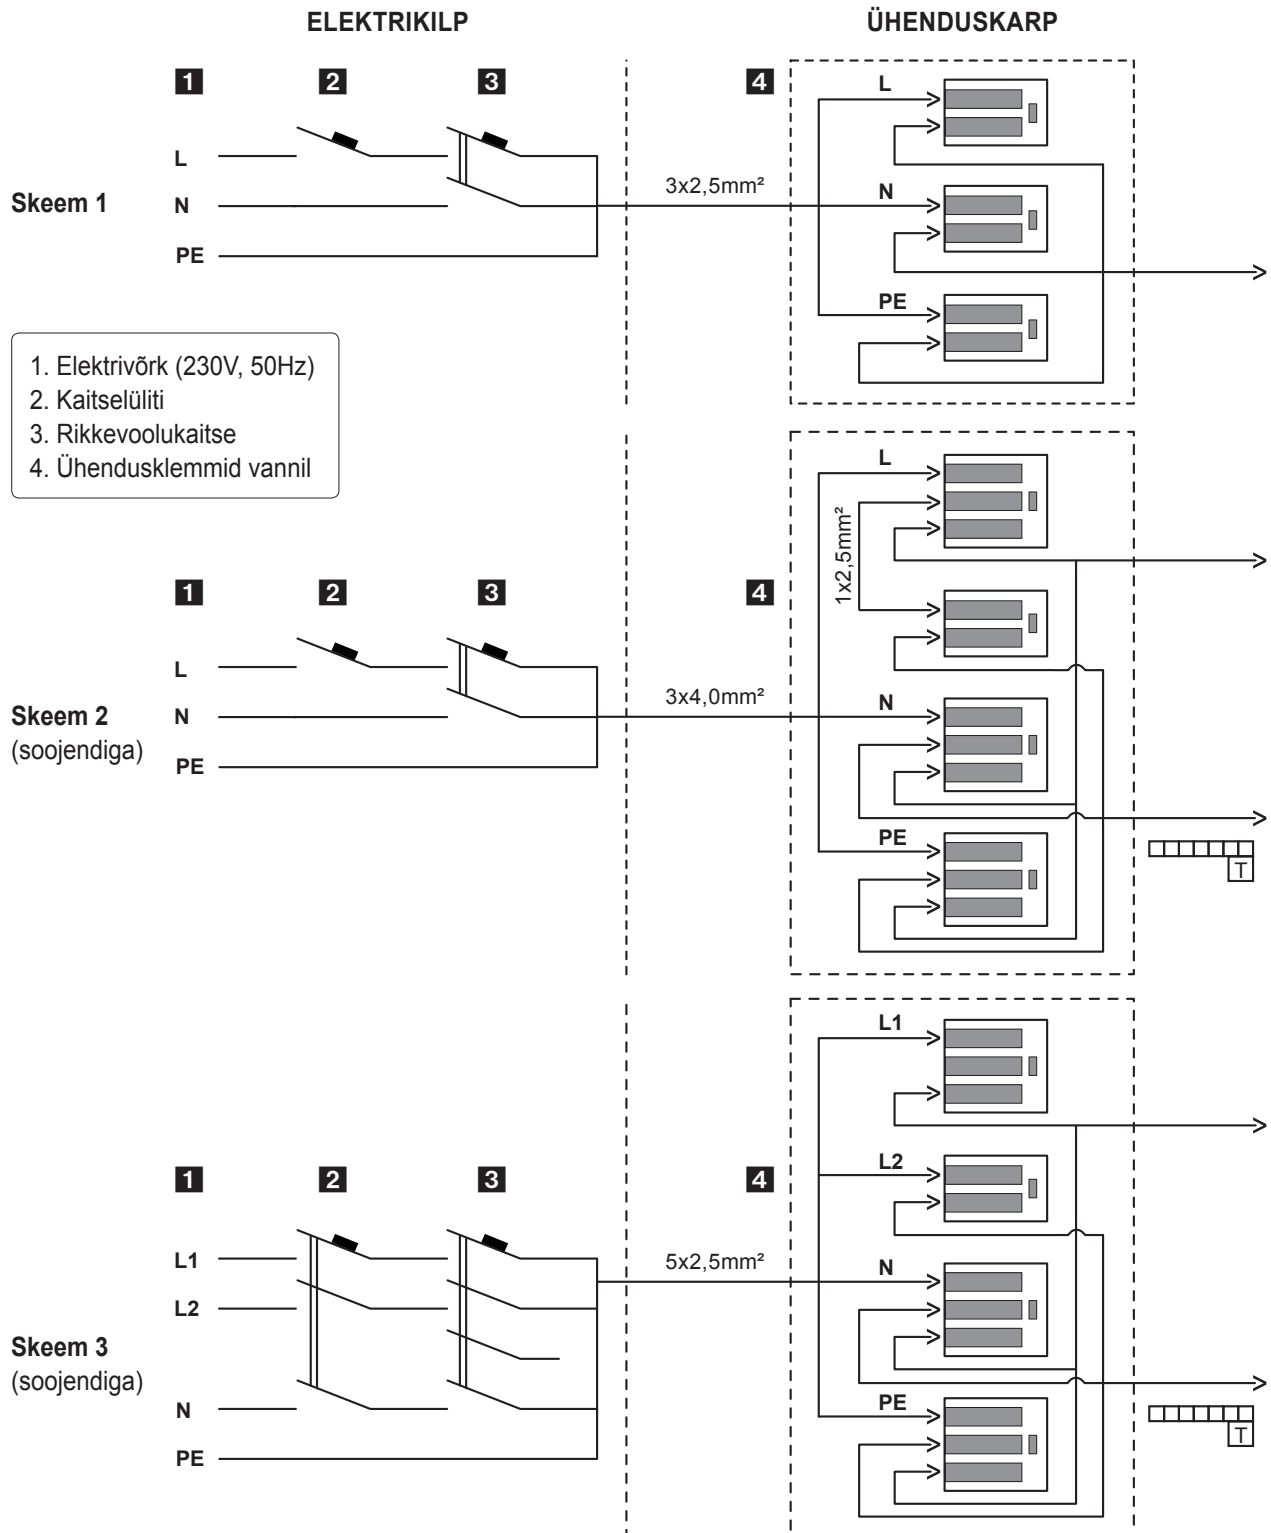 ELEKTRIKILP
ÜHENDUSKARP
1 2 3 4
L
L
Skeem 1
N
3x2,5mm²
N
PE
PE
1. Elektrivõrk (230V, 50Hz)
2. Kaitselüliti
3. Rikkevoolukaitse
4. Ühendusklemmid vannil
L
1x2,5mm²
1 2 3 4
L
Skeem 2
(soojendiga)
N
3x4,0mm²
N
PE
PE
T
L1
1 2 3 4
L2
L1
5x2,5mm²
N
L2
Skeem 3
(soojendiga)
N
PE
PE
T